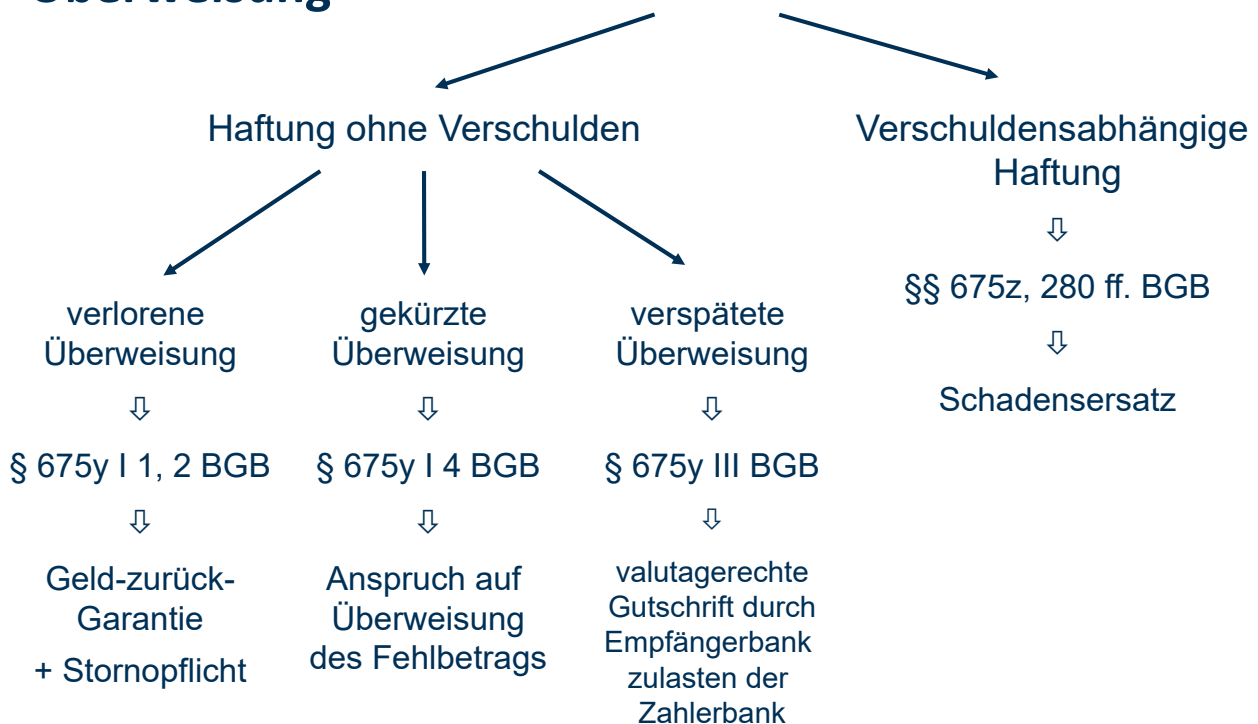 Überweisung
Haftung ohne Verschulden
verlorene
Überweisung
§ 675y I 1, 2 BGB
Geld-zurück-
Garantie
+ Stornopflicht
gekürzte
Überweisung
§ 675y I 4 BGB
Anspruch auf
Überweisung
des Fehlbetrags
verspätete
Überweisung
§ 675y III BGB
valutagerechte
Gutschrift durch
Empfängerbank
zulasten der
Zahlerbank
Verschuldensabhängige
Haftung
§§ 675z, 280 ff. BGB
Schadensersatz